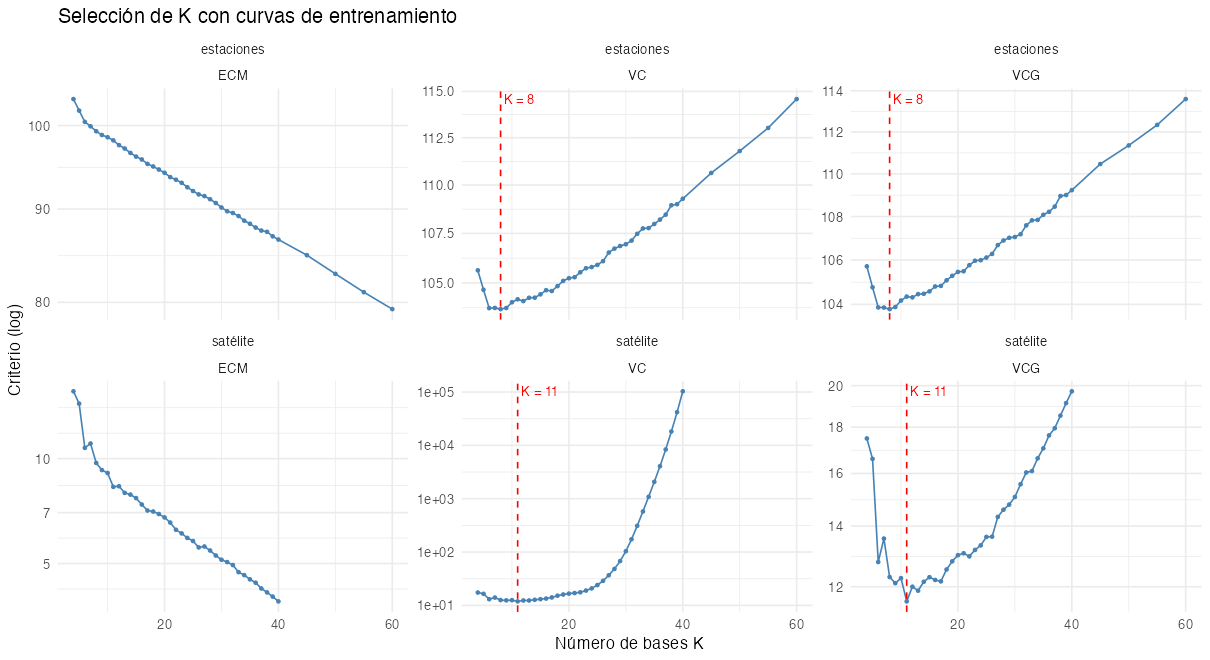 Selección de K con curvas de entrenamiento
estaciones
ECM
estaciones
VC
estaciones
VCG
100
90
80
115.0
112.5
110.0
107.5
105.0
K = 8
114
112
110
108
106
104
K = 8
satélite
ECM
satélite
VC
satélite
VCG
10
7
5
20
40
60
1e+05
1e+04
1e+03
1e+02
1e+01
K = 11
20
40
60
20
18
16
14
12
K = 11
20
40
60
Criterio (log)
Número de bases K